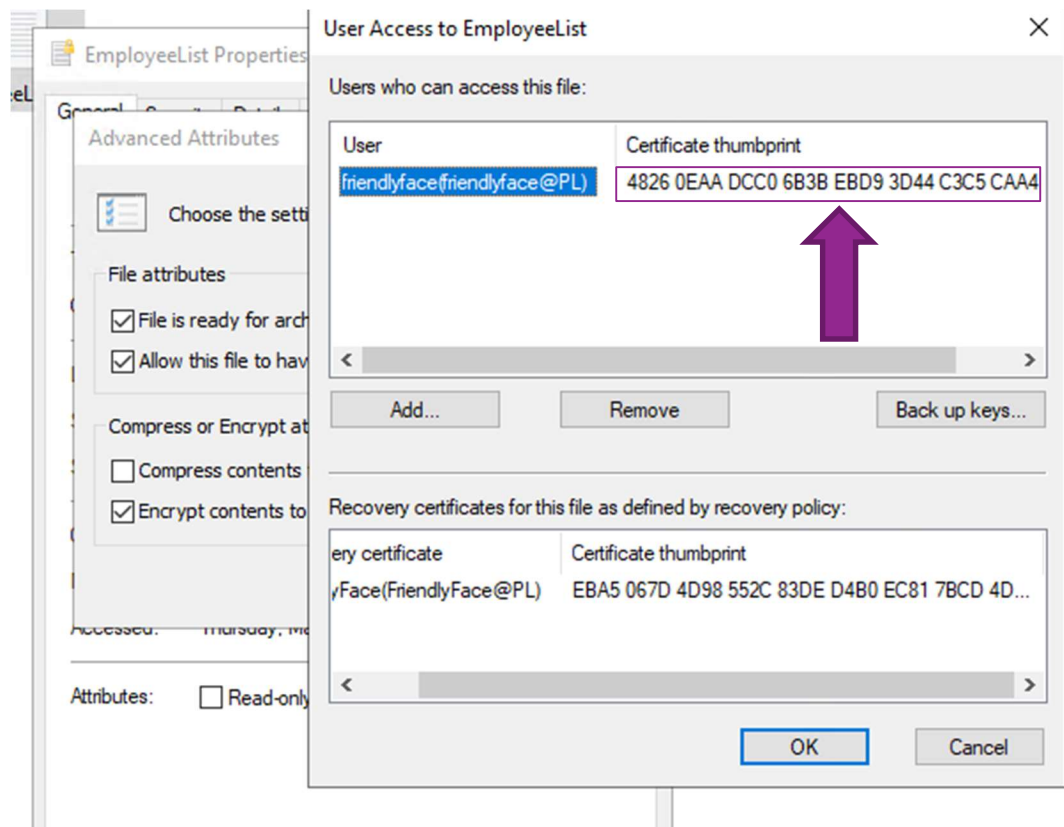 User Access to EmployeeList
EmployeeList Properties
Users who can access this file:
General
Advanced Attributes
User Certificate thumbprint
friendlyface(friendlyface@PL) 4826 0EAA DCC0 6B3B EBD9 3D44 C3C5 CAA4
Choose the setti
File attributes
File is ready for arch
Allow this file to hav
Add... Remove Back up keys...
Compress or Encrypt at
Compress contents
Encrypt contents to
Recovery certificates for this file as defined by recovery policy:
ery certificate Certificate thumbprint
yFace(FriendlyFace@PL) EBA5 067D 4D98 552C 83DE D4B0 EC81 7BCD 4D...
Accessed: Thursday, Ma
Attributes: Read-only
OK Cancel